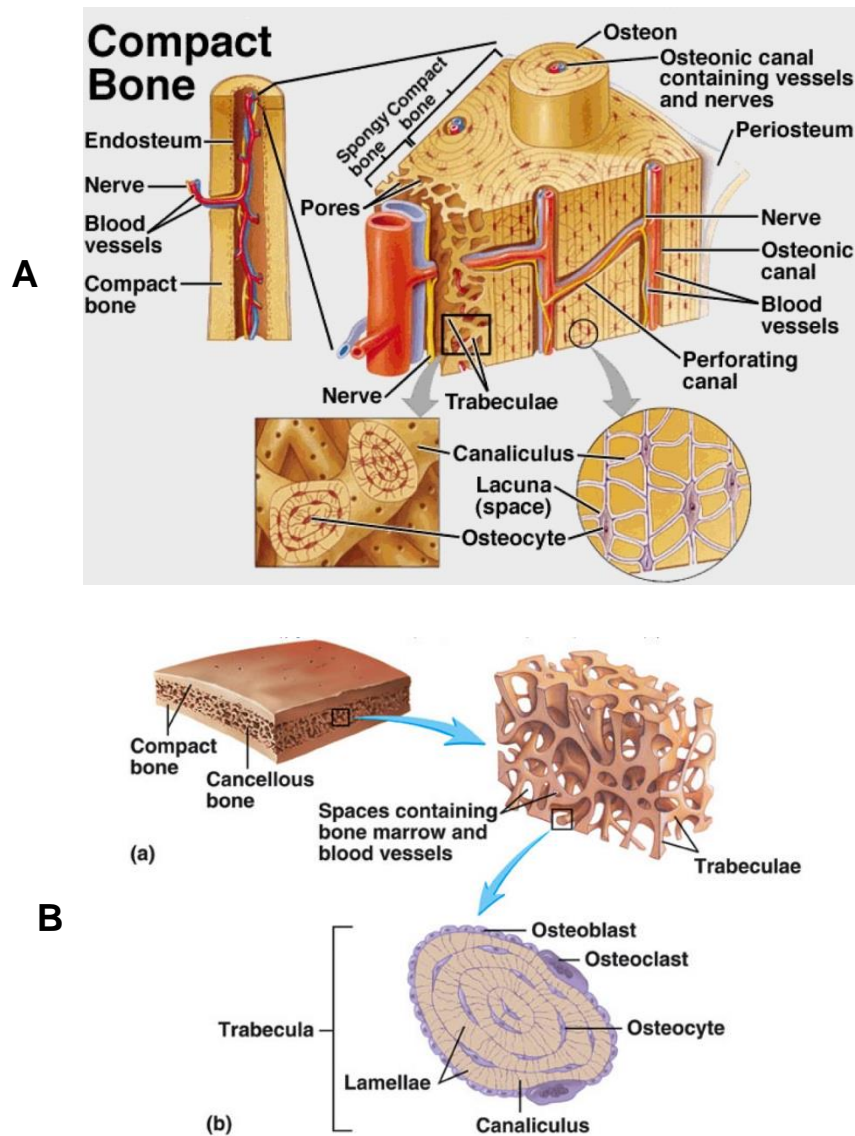 Compact
Bone
Osteon
Osteonic canal
containing vessels
and nerves
Spongy
bone
Compact
bone
Periosteum
Endosteum
Nerve
Blood
vessels
Compact
bone
Pores
Nerve
Osteonic
canal
Blood
vessels
Perforating
canal
Nerve
Trabeculae
Canaliculus
Lacuna
(space)
Osteocyte
A
Compact
bone
Cancellous
bone
Spaces containing
bone marrow and
blood vessels
Trabeculae
(a)
B
Osteoblast
Osteoclast
Trabecula
Osteocyte
Lamellae
Canaliculus
(b)